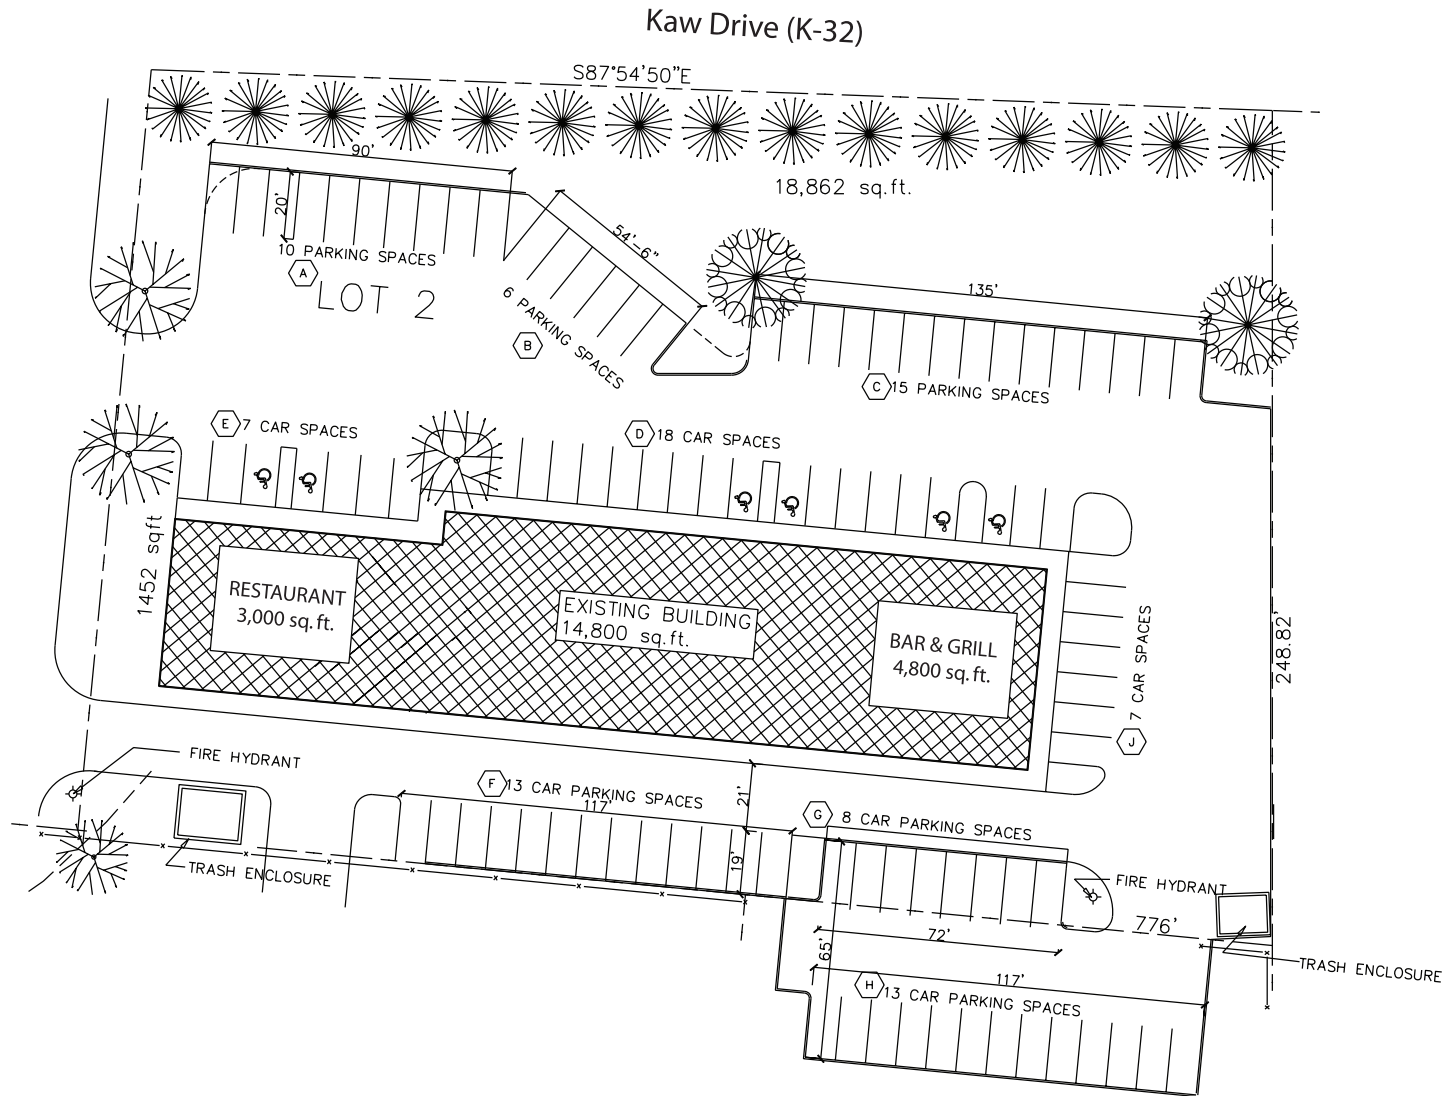 Kaw Drive (K-32)
S87°54'50"E
90'
18,862 sq.ft.
20'
54'-6"
10 PARKING SPACES
A
LOT 2
135'
6 PARKING SPACES
B
C 15 PARKING SPACES
E 7 CAR SPACES
D 18 CAR SPACES
1452 sqft
RESTAURANT
3,000 sq. ft.
EXISTING BUILDING
14,800 sq.ft.
BAR & GRILL
4,800 sq. ft.
7 CAR SPACES
J
248.82'
FIRE HYDRANT
F 13 CAR PARKING SPACES
117'
21'
G 8 CAR PARKING SPACES
19'
TRASH ENCLOSURE
FIRE HYDRANT
776'
72'
65'
TRASH ENCLOSURE
117'
H 13 CAR PARKING SPACES